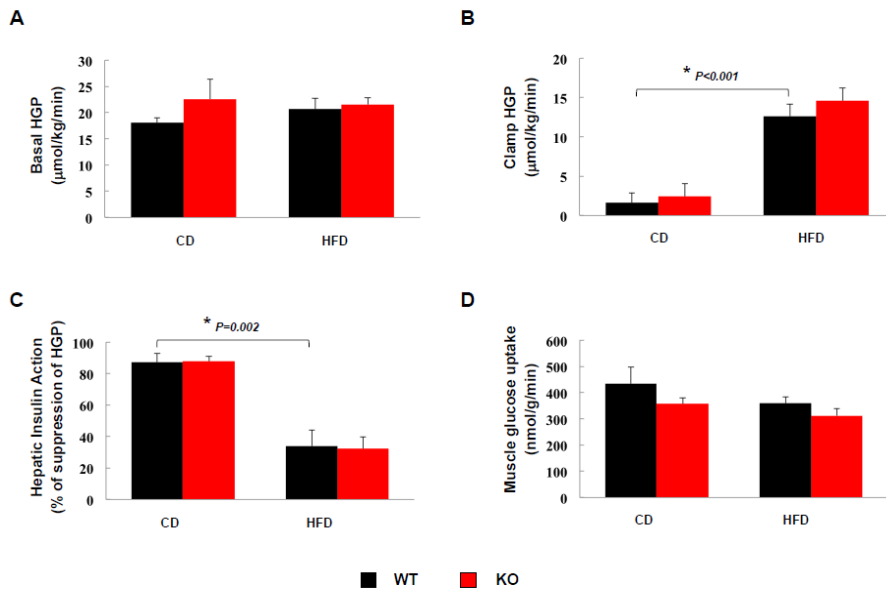 A
Basal HGP
(µmol/kg/min)
30
25
20
15
10
5
0
CD
HFD
B
Clamp HGP
(µmol/kg/min)
20
15
10
5
0
* P<0.001
CD
HFD
C
Hepatic Insulin Action
(% of suppression of HGP)
100
80
60
40
20
0
* P=0.002
CD
HFD
D
Muscle glucose uptake
(nmol/g/min)
600
500
400
300
200
100
0
CD
HFD
WT
KO